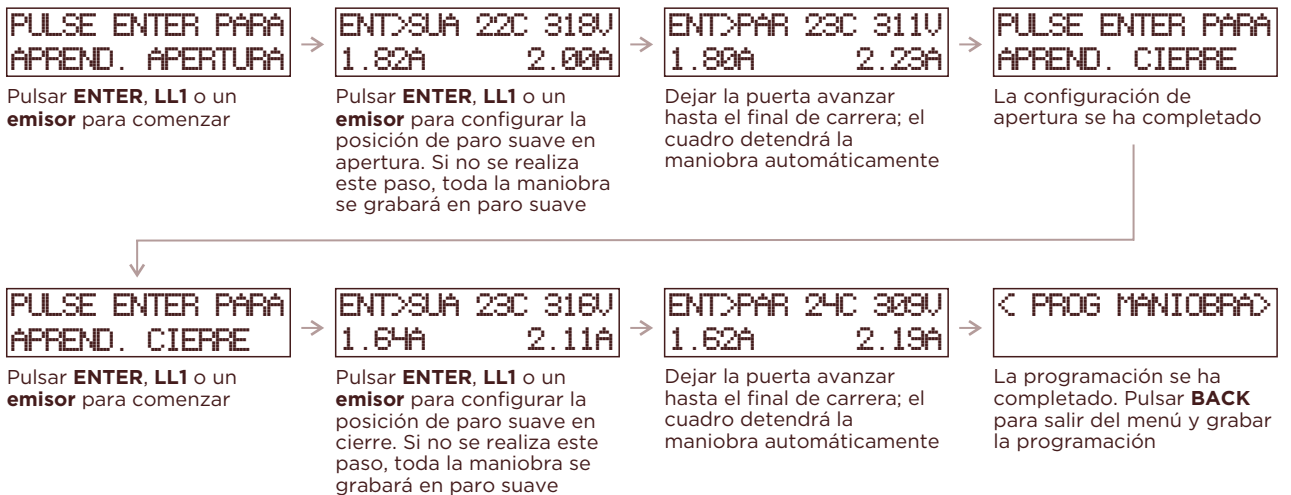 PULSE ENTER PARA
APREND. APERTURA
Pulsar ENTER, LL1 o un
emisor para comenzar
ENT>SUA 22C 318V
1.82A 2.00A
Pulsar ENTER, LL1 o un
emisor para configurar la
posición de paro suave en
apertura. Si no se realiza
este paso, toda la maniobra
se grabará en paro suave
ENT>PAR 23C 311V
1.80A 2.23A
Dejar la puerta avanzar
hasta el final de carrera; el
cuadro detendrá la
maniobra automáticamente
PULSE ENTER PARA
APREND. CIERRE
La configuración de
apertura se ha completado
PULSE ENTER PARA
APREND. CIERRE
Pulsar ENTER, LL1 o un
emisor para comenzar
ENT>SUA 23C 316V
1.64A 2.11A
Pulsar ENTER, LL1 o un
emisor para configurar la
posición de paro suave en
cierre. Si no se realiza este
paso, toda la maniobra se
grabará en paro suave
ENT>PAR 24C 309V
1.62A 2.19A
Dejar la puerta avanzar
hasta el final de carrera; el
cuadro detendrá la
maniobra automáticamente
< PROG MANIOBRA>
La programación se ha
completado. Pulsar BACK
para salir del menú y grabar
la programación